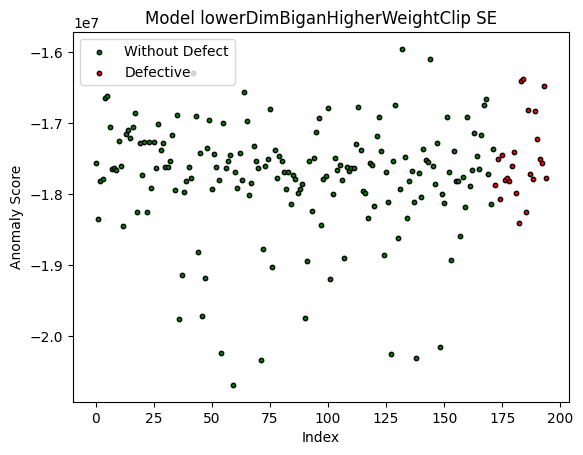 Model lowerDimBiganHigherWeightClip SE
1e7
Without Defect
Defective
−1.6
−1.7
−1.8
−1.9
−2.0
Anomaly Score
0 25 50 75 100 125 150 175 200
Index